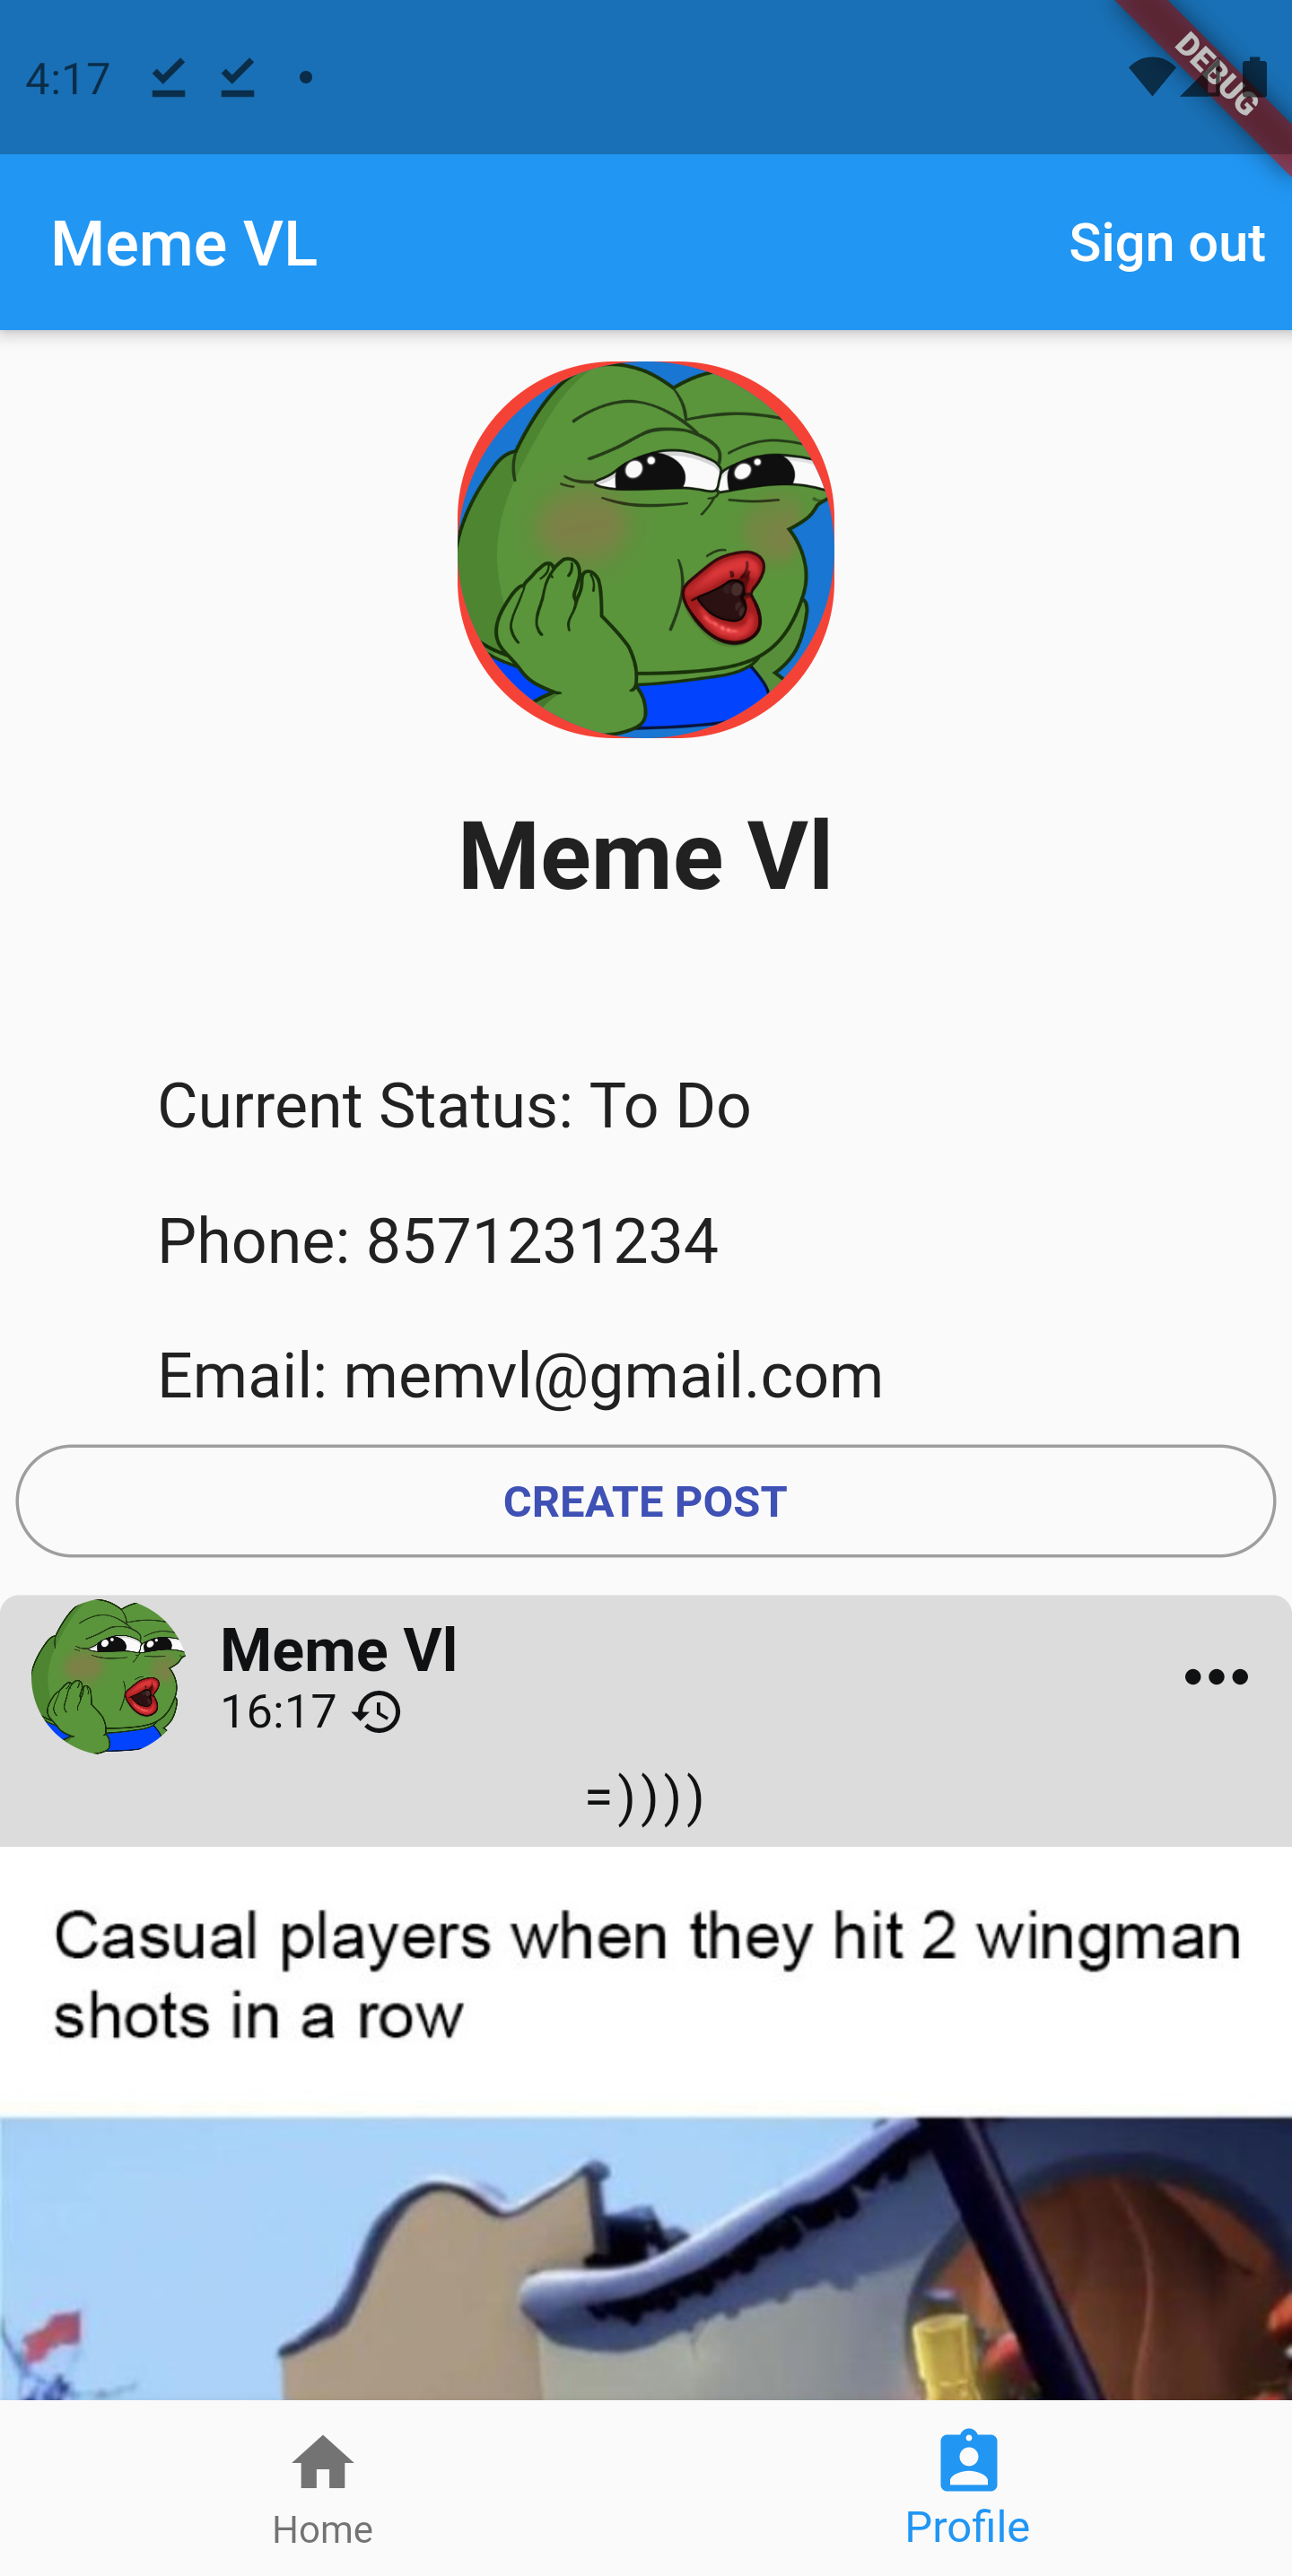 4:17
DEBUG
Meme VL
Sign out
Meme Vl
Current Status: To Do
Phone: 8571231234
Email: memvl@gmail.com
CREATE POST
Meme Vl
16:17
=))))
Casual players when they hit 2 wingman
shots in a row
Home
Profile